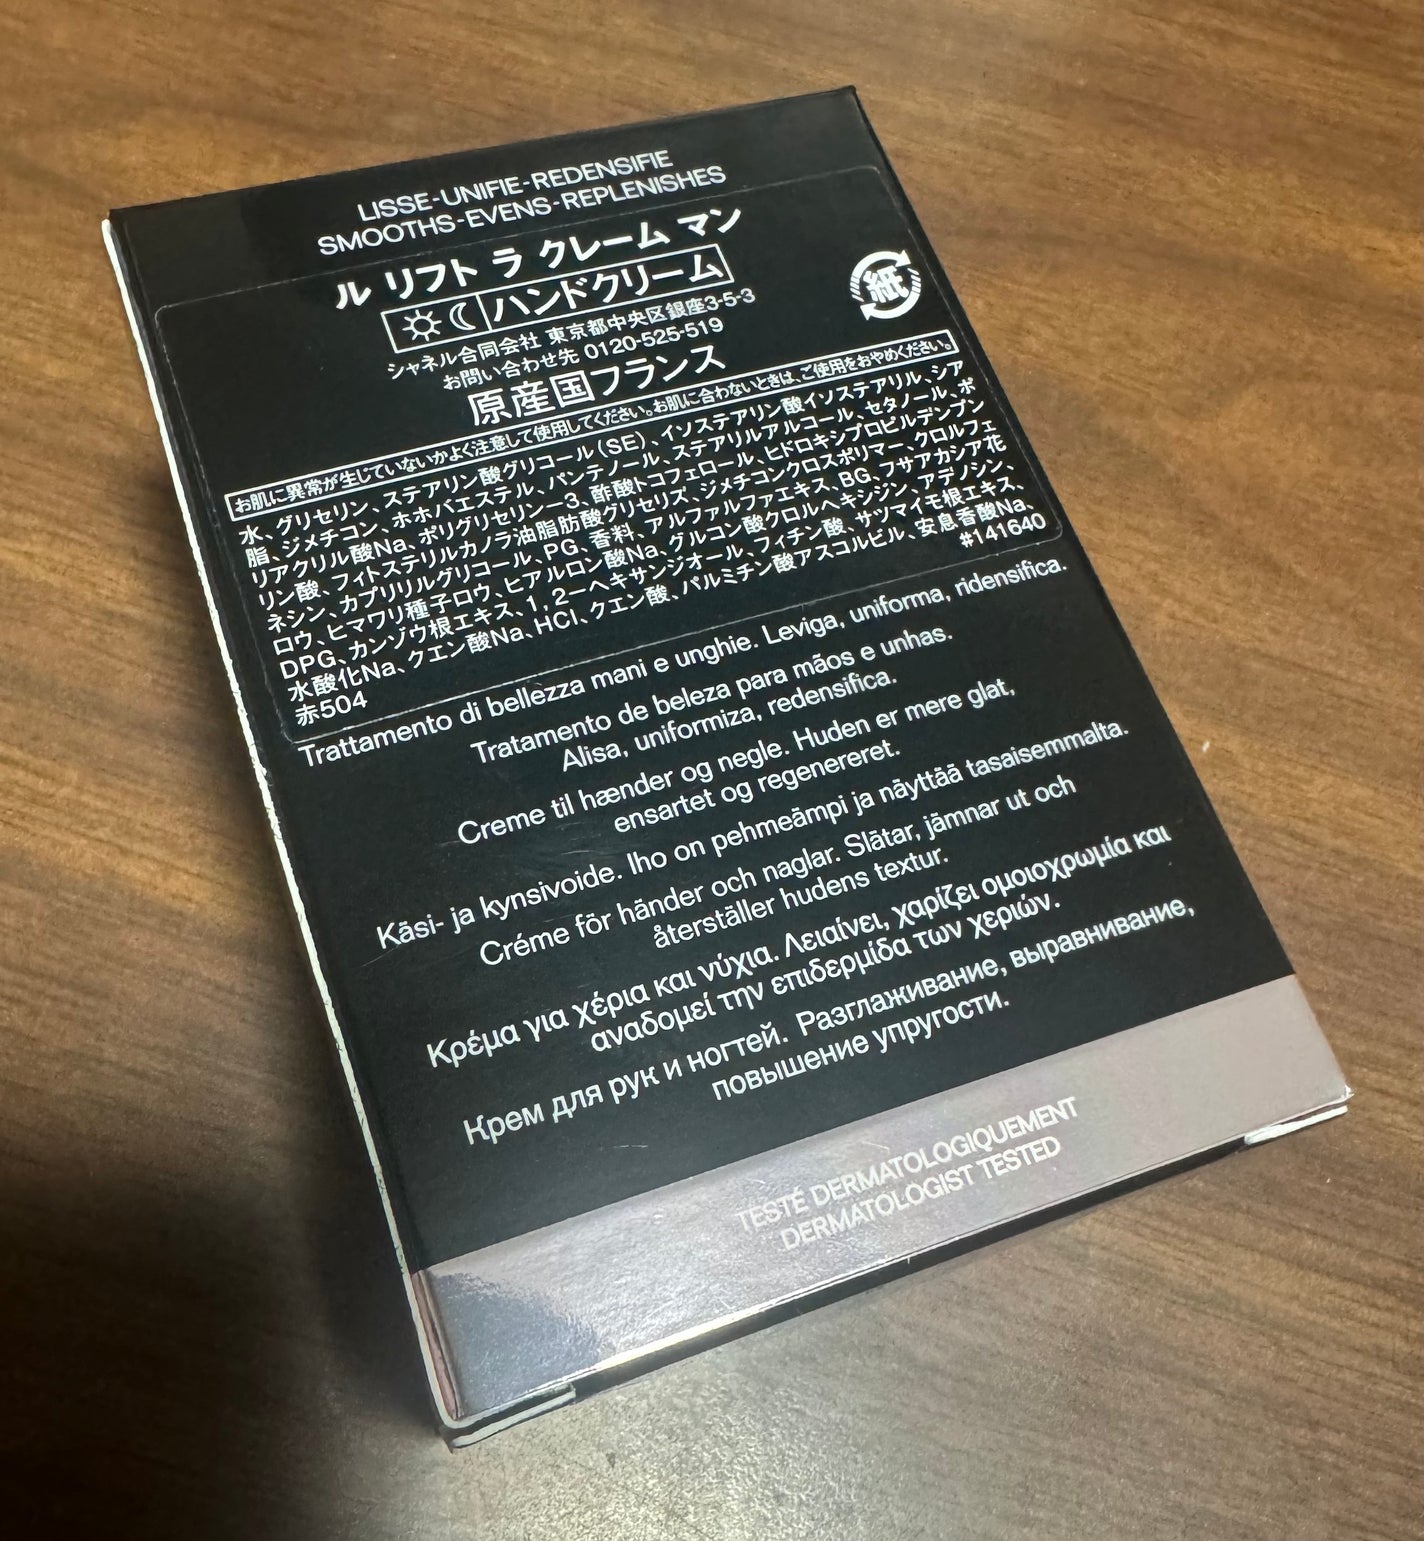 LISSE-UNIFIE-REDENSIFIE
SMOOTHS-EVENS-REPLENISHES
ル リフト ラ クレーム マン
ハンドクリーム
紙
シャネル合同会社 東京都中央区銀座3-5-3
お問い合わせ先 0120-525-519
原産国フランス
お肌に異常が生じていないかよく注意して使用してください。お肌に合わないときは、ご使用をおやめください。
水、グリセリン、ステアリン酸グリコール(SE)、イソステアリン酸イソステアリル、シア
脂、ジメチコン、ホホバエステル、パンテノール、ステアリルアルコール、セタノール、ポ
リアクリル酸Na、ポリグリセリン-3、酢酸トコフェロール、ヒドロキシプロピルデンプン
リン酸、フィトステリルカノラ油脂肪酸グリセリズ、ジメチコンクロスポリマー、クロルフェ
ネシン、カプリリルグリコール、PG、香料、アルファルファエキス、BG、フサアカシア花
ロウ、ヒマワリ種子ロウ、ヒアルロン酸Na、グルコン酸クロルヘキシジン、アデノシン、
DPG、カンゾウ根エキス、1,2-ヘキサンジオール、フィチン酸、サツマイモ根エキス、
水酸化Na、クエン酸Na、HCl、クエン酸、パルミチン酸アスコルビル、安息香酸Na、
赤504
#141640
Trattamento di bellezza mani e unghie. Leviga, uniforma, ridensifica.
Tratamento de beleza para mãos e unhas.
Alisa, uniformiza, redensifica.
Creme til hænder og negle. Huden er mere glat,
ensartet og regenereret.
Käsi- ja kynsivoide. Iho on pehmeämpi ja näyttää tasaisemmalta.
Créme för händer och naglar. Slätar, jämnar ut och
återställer hudens textur.
Κρέμα για χέρια και νύχια. Λειαίνει, χαρίζει ομοιοχρωμία και
αναδομεί την επιδερμίδα των χεριών.
Крем для рук и ногтей. Разглаживание, выравнивание,
повышение упругости.
TESTÉ DERMATOLOGIQUEMENT
DERMATOLOGIST TESTED